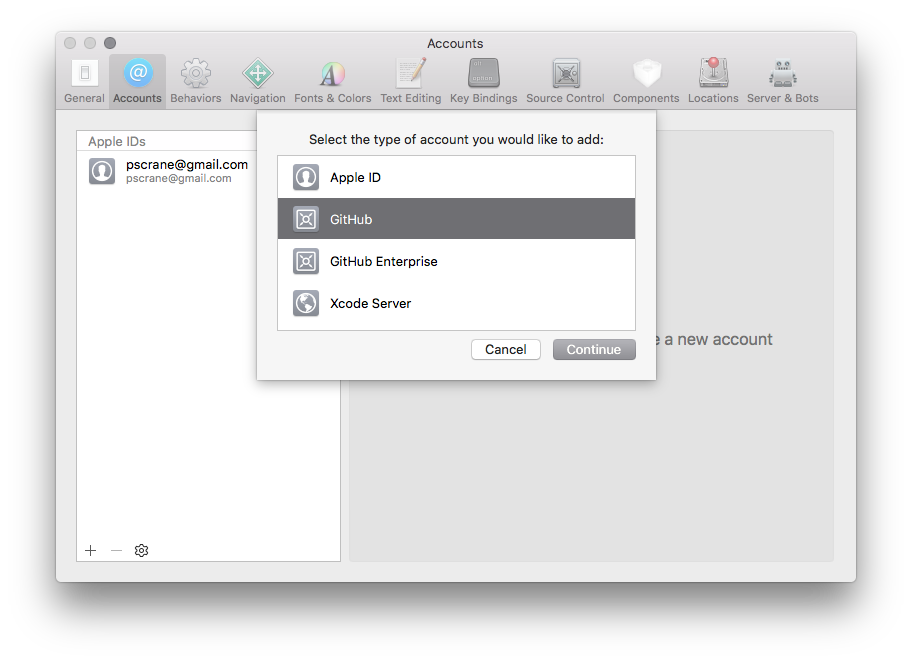 Accounts
General Accounts Behaviors Navigation Fonts & Colors Text Editing Key Bindings Source Control Components Locations Server & Bots
Apple IDs
pscrane@gmail.com
pscrane@gmail.com
Select the type of account you would like to add:
Apple ID
GitHub
GitHub Enterprise
Xcode Server
Cancel Continue
a new account